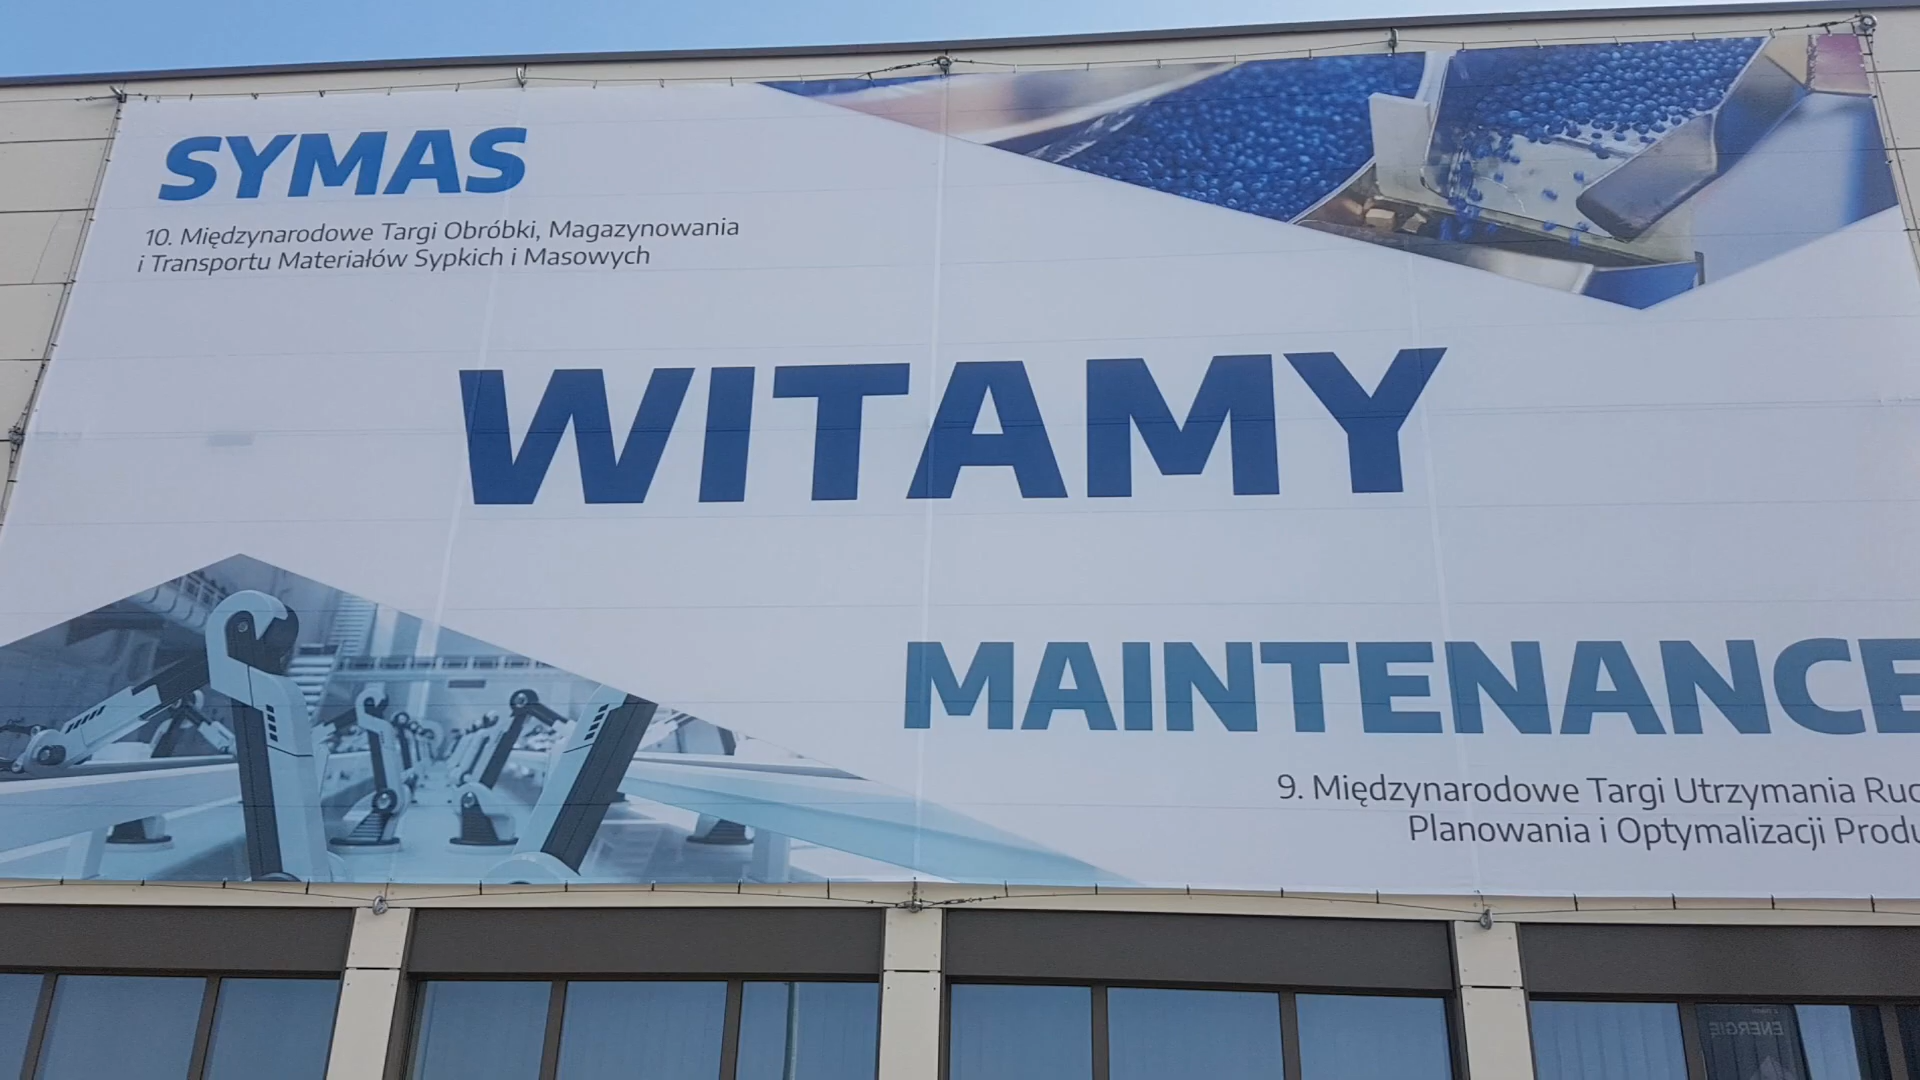 SYMAS
10. Międzynarodowe Targi Obróbki, Magazynowania
i Transportu Materiałów Sypkich i Masowych
WITAMY
MAINTENANCE
9. Międzynarodowe Targi Utrzymania Ruc
Planowania i Optymalizacji Produ
ENERGIE